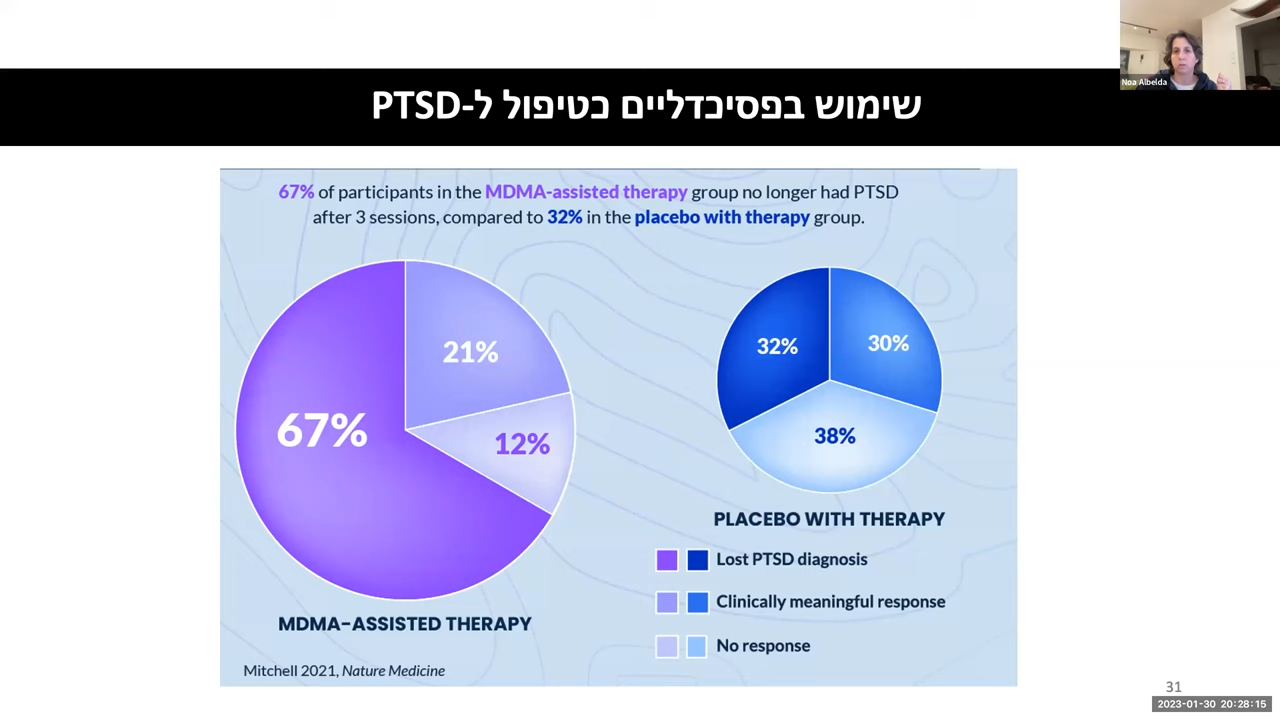 Noa Albelda
שימוש בפסיכדליים כטיפול ל-PTSD
67% of participants in the MDMA-assisted therapy group no longer had PTSD
after 3 sessions, compared to 32% in the placebo with therapy group.
21%
67%
12%
32%
30%
38%
PLACEBO WITH THERAPY
Lost PTSD diagnosis
Clinically meaningful response
No response
MDMA-ASSISTED THERAPY
Mitchell 2021, Nature Medicine
31
2023-01-30 20:28:15